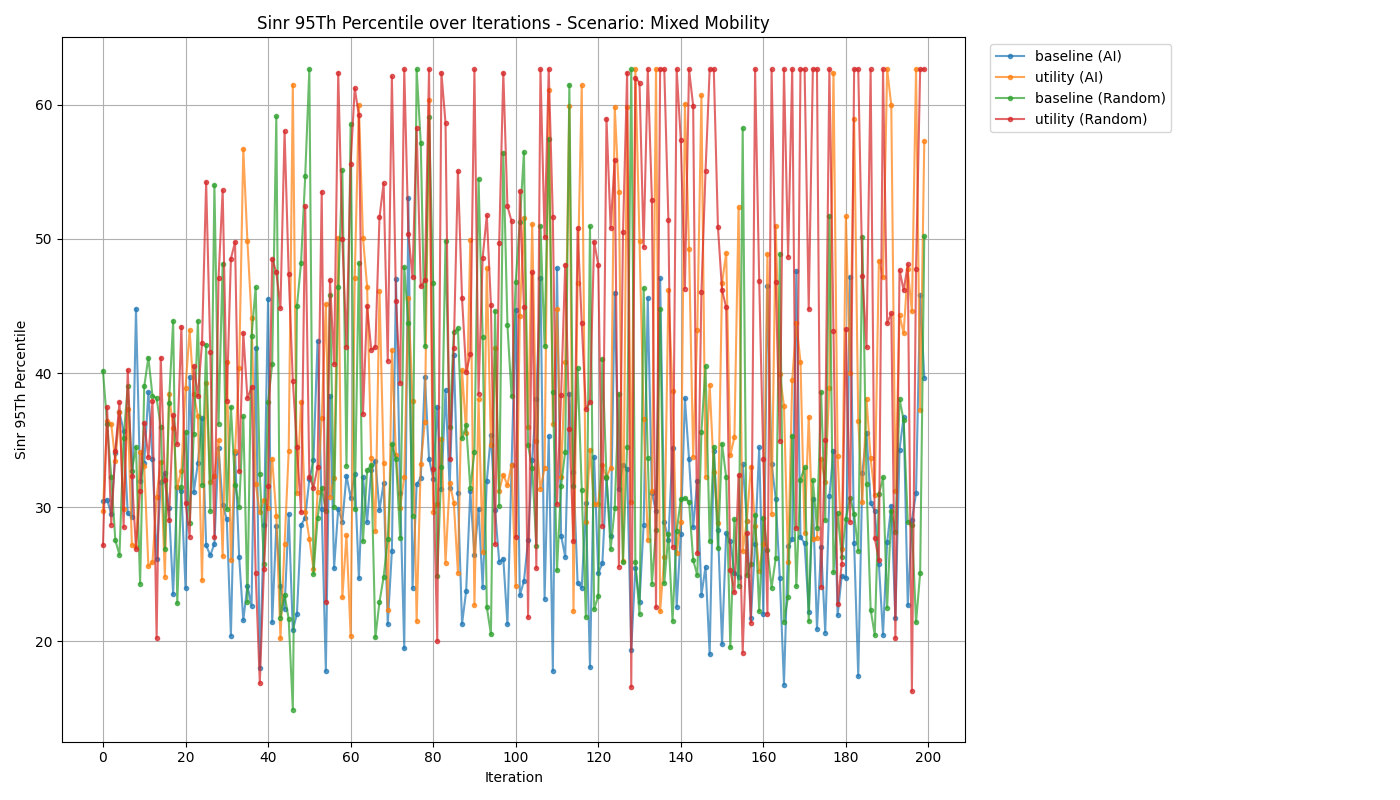 Sinr 95Th Percentile over Iterations - Scenario: Mixed Mobility
baseline (AI)
utility (AI)
baseline (Random)
utility (Random)
Sinr 95Th Percentile
60
50
40
30
20
0 20 40 60 80 100 120 140 160 180 200
Iteration